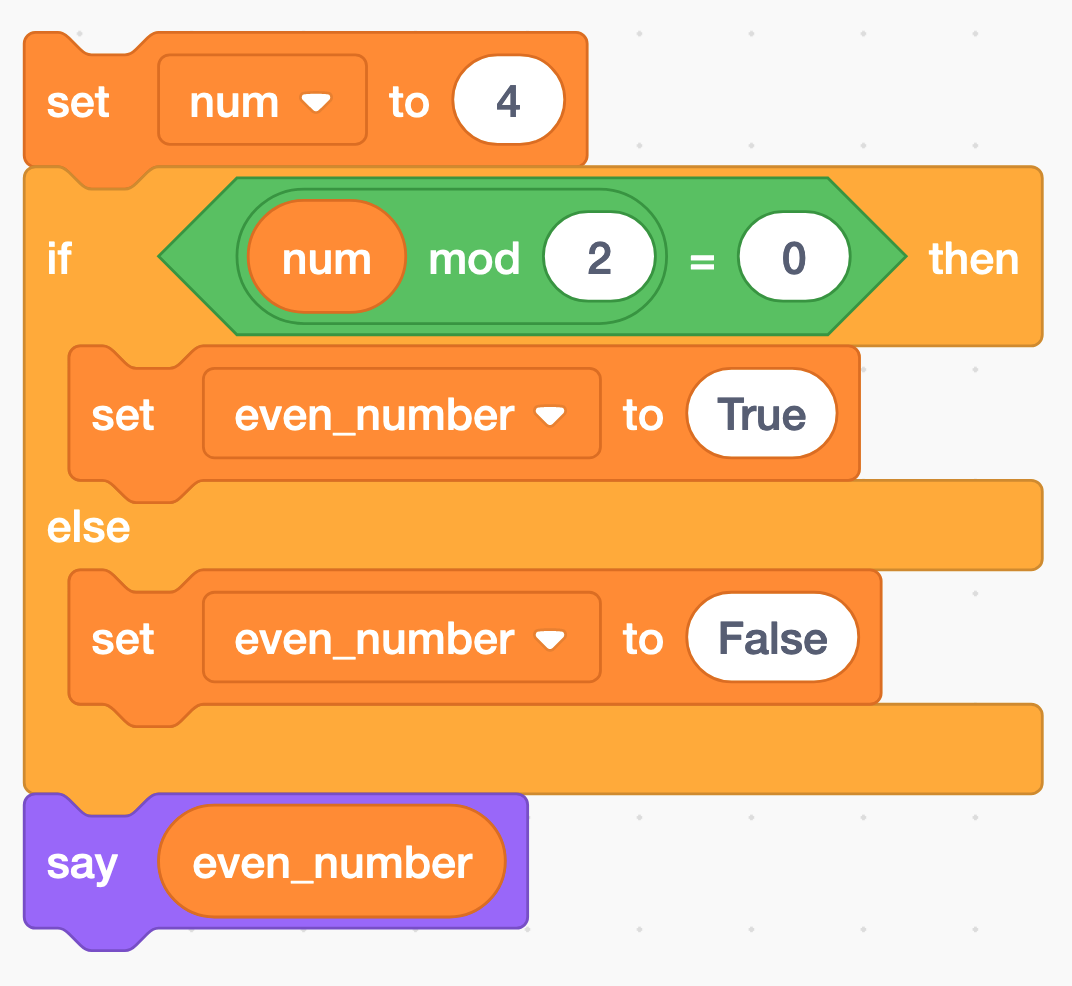 set num to 4
if num mod 2 = 0 then
set even_number to True
else
set even_number to False
say even_number